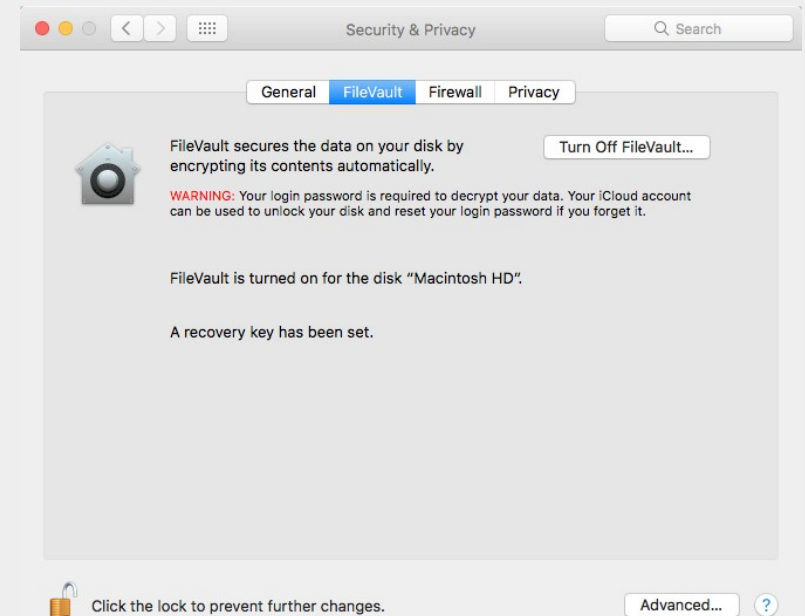 Security & Privacy
Search
General FileVault Firewall Privacy
FileVault secures the data on your disk by
encrypting its contents automatically.
Turn Off FileVault...
WARNING: Your login password is required to decrypt your data. Your iCloud account
can be used to unlock your disk and reset your login password if you forget it.
FileVault is turned on for the disk “Macintosh HD”.
A recovery key has been set.
Click the lock to prevent further changes.
Advanced...
?